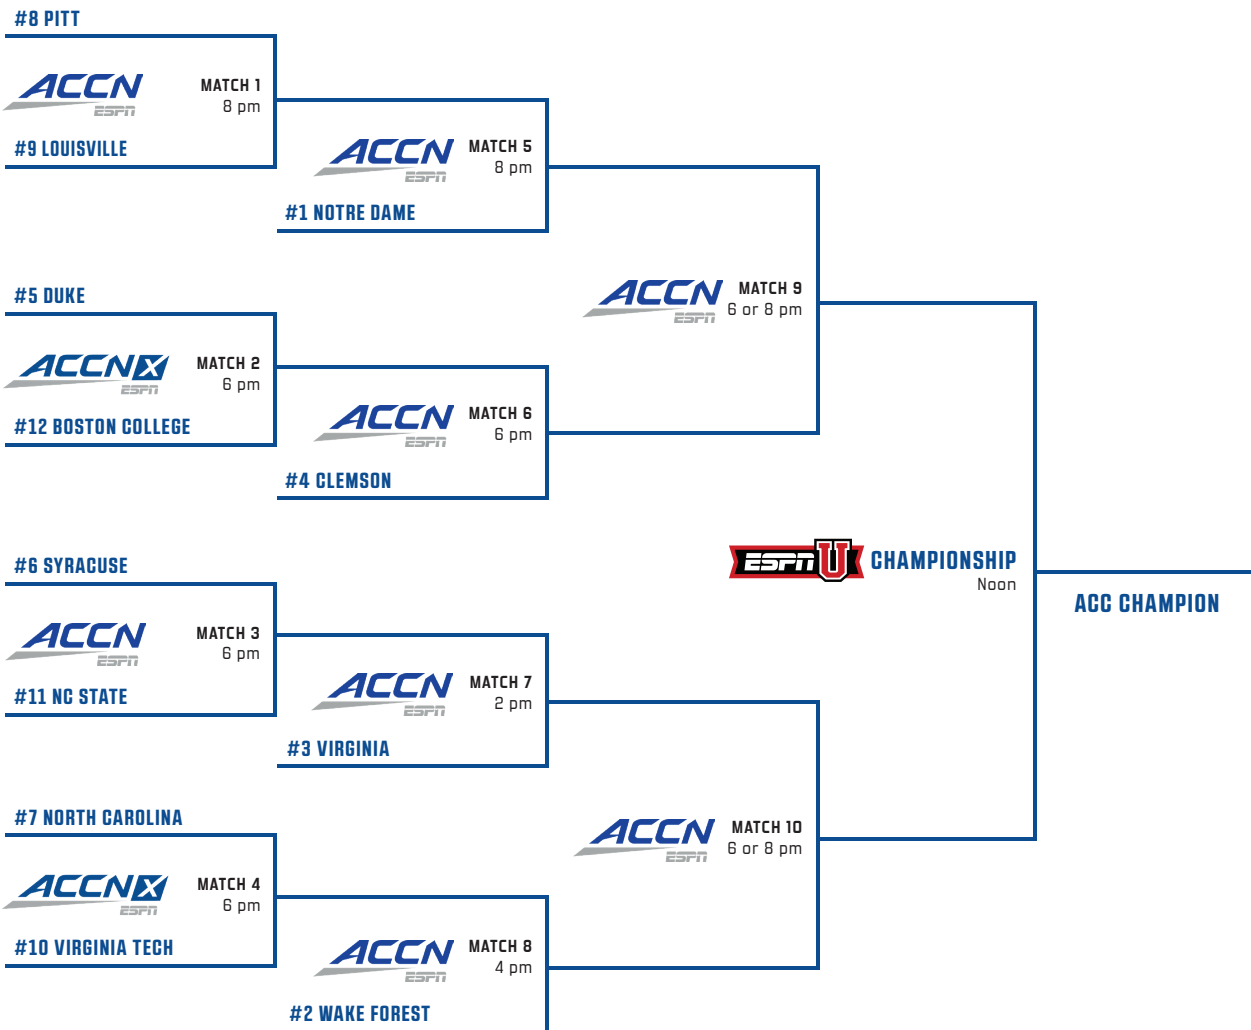 #8 PITT
ACCN
ESPN
MATCH 1
8 pm
#9 LOUISVILLE
ACCN
ESPN
MATCH 5
8 pm
#1 NOTRE DAME
#5 DUKE
ACCNX
ESPN
MATCH 2
6 pm
#12 BOSTON COLLEGE
ACCN
ESPN
MATCH 6
6 pm
#4 CLEMSON
ACCN
ESPN
MATCH 9
6 or 8 pm
#6 SYRACUSE
ACCN
ESPN
MATCH 3
6 pm
#11 NC STATE
ACCN
ESPN
MATCH 7
2 pm
#3 VIRGINIA
#7 NORTH CAROLINA
ACCNX
ESPN
MATCH 4
6 pm
#10 VIRGINIA TECH
ACCN
ESPN
MATCH 8
4 pm
#2 WAKE FOREST
ACCN
ESPN
MATCH 10
6 or 8 pm
ESPNU
CHAMPIONSHIP
Noon
ACC CHAMPION